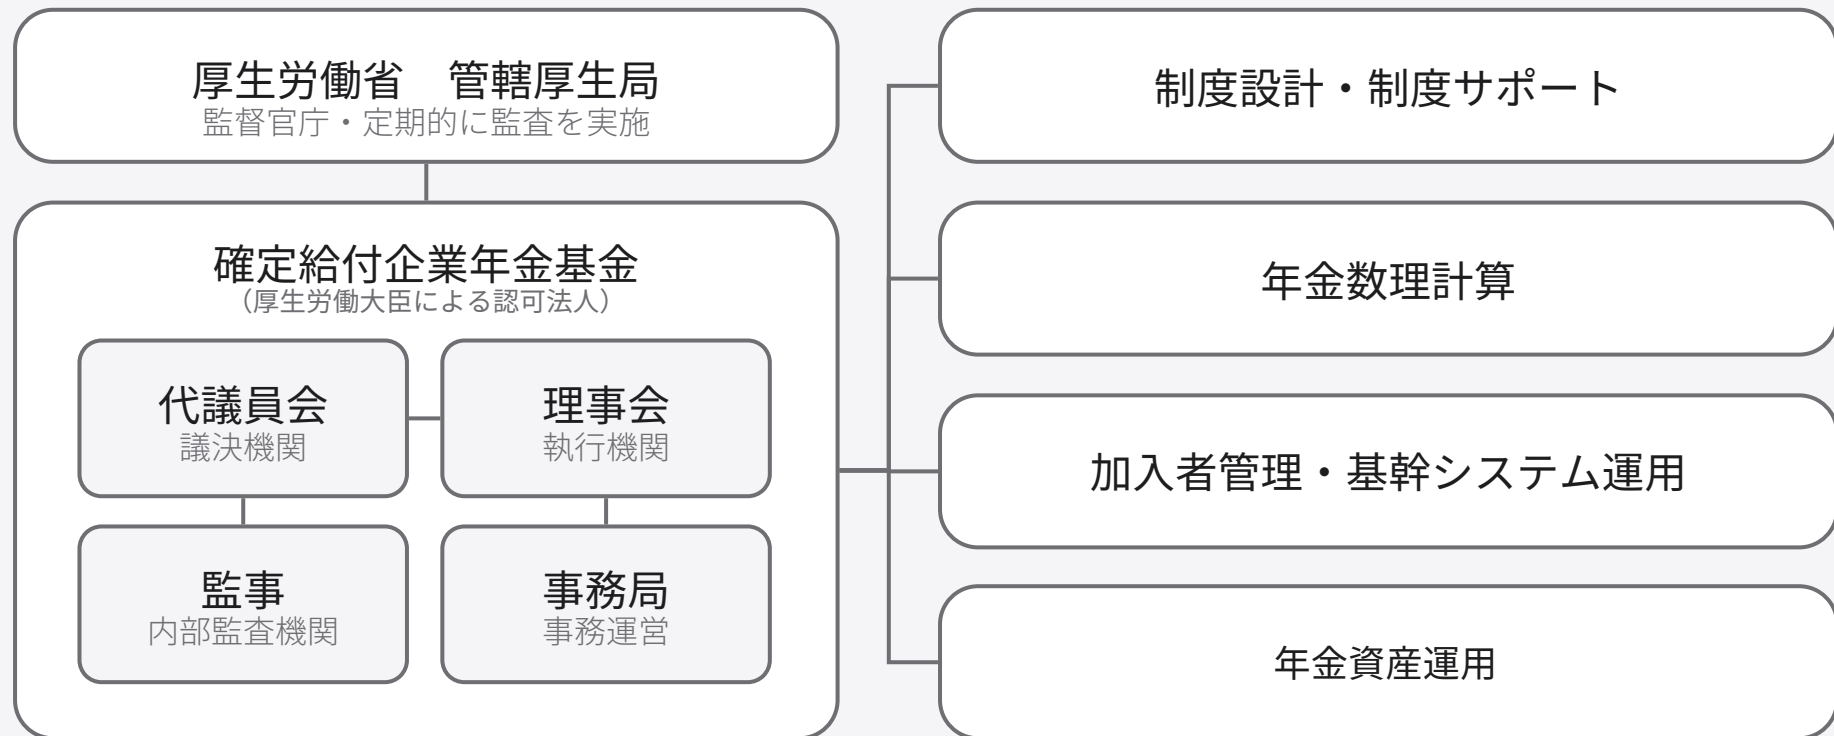 厚生労働省　管轄厚生局
監督官庁・定期的に監査を実施
確定給付企業年金基金
（厚生労働大臣による認可法人）
代議員会
議決機関
理事会
執行機関
監事
内部監査機関
事務局
事務運営
制度設計・制度サポート
年金数理計算
加入者管理・基幹システム運用
年金資産運用